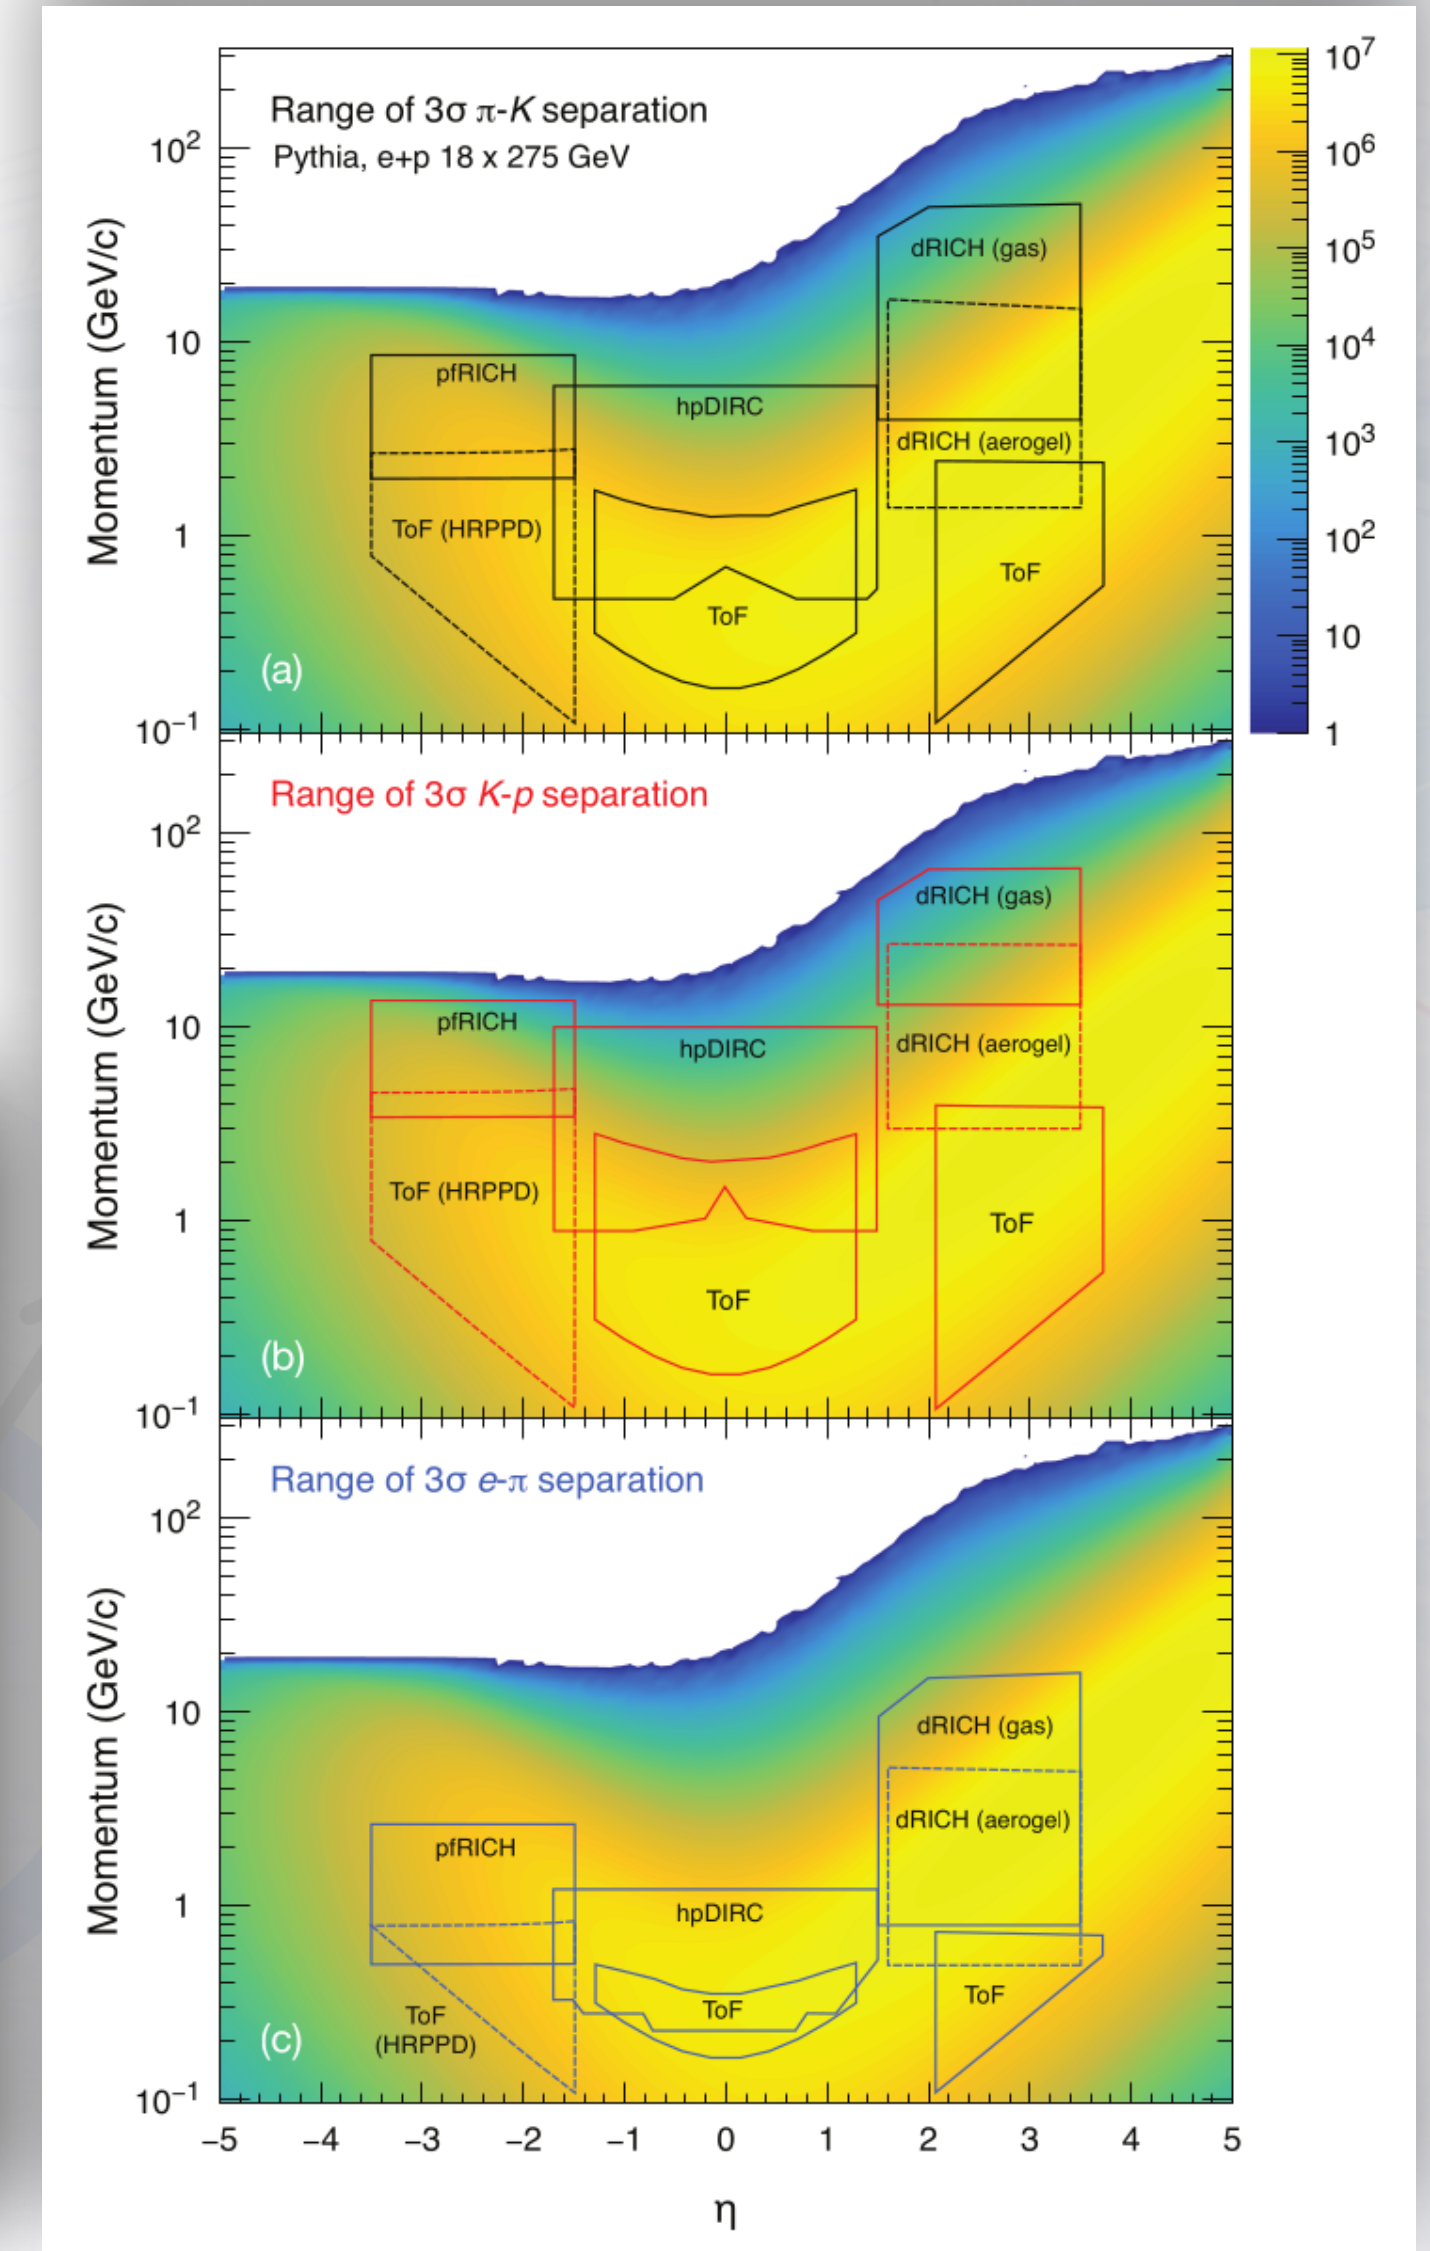 Range of 3σ π-K separation
Pythia, e+p 18 x 275 GeV
Momentum (GeV/c)
10²
10
1
10⁻¹
pfRICH
ToF (HRPPD)
hpDIRC
ToF
dRICH (gas)
dRICH (aerogel)
ToF
(a)
10⁷
10⁶
10⁵
10⁴
10³
10²
10
1
Range of 3σ K-p separation
Momentum (GeV/c)
10²
10
1
10⁻¹
pfRICH
ToF (HRPPD)
hpDIRC
ToF
dRICH (gas)
dRICH (aerogel)
ToF
(b)
Range of 3σ e-π separation
Momentum (GeV/c)
10²
10
1
10⁻¹
pfRICH
ToF
(HRPPD)
hpDIRC
ToF
dRICH (gas)
dRICH (aerogel)
ToF
(c)
−5 −4 −3 −2 −1 0 1 2 3 4 5
η